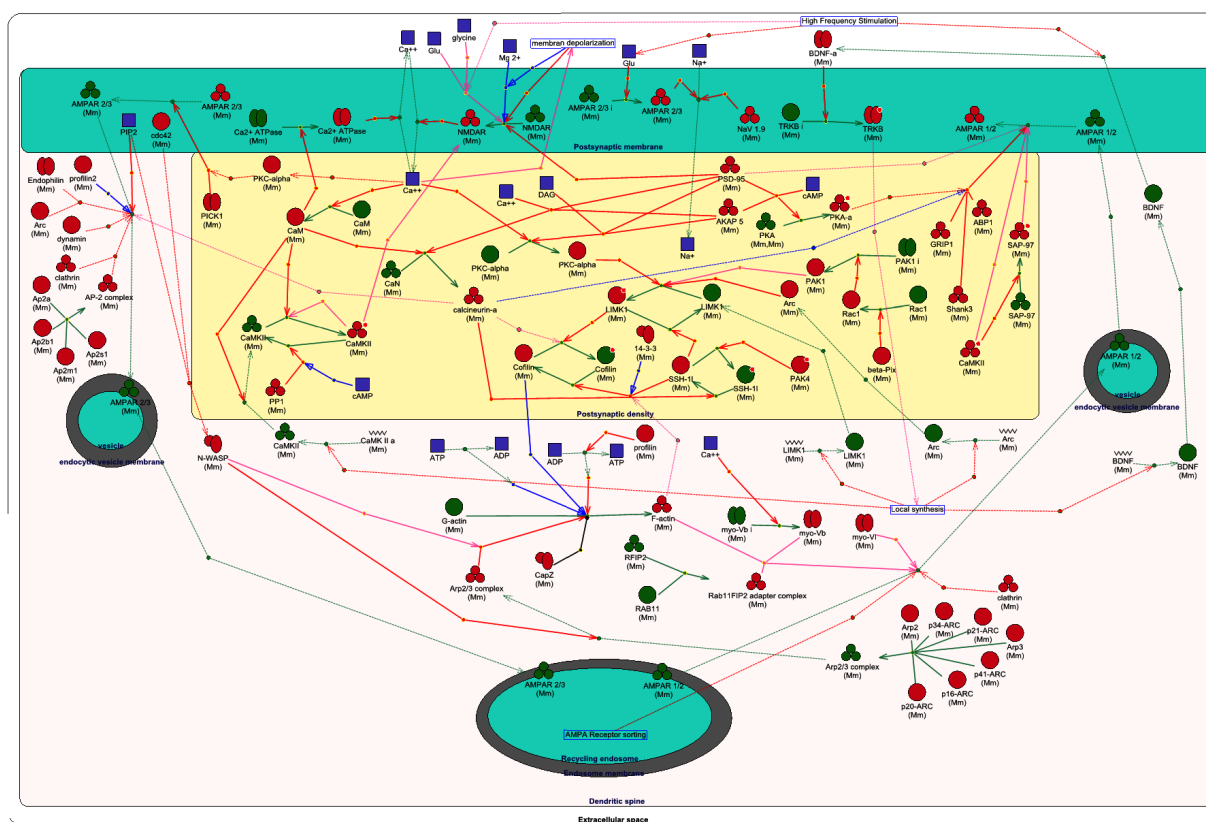 High Frequency Stimulation
BDNF-a
(Mm)
glycine
Ca++
Glu
membran depolarization
Mg 2+
Glu
Na+
AMPAR 2/3
(Mm)
AMPAR 2/3
(Mm)
PIP2
cdc42
(Mm)
Ca2+ ATPase
(Mm)
Ca2+ ATPase
(Mm)
NMDAR
(Mm)
NMDAR
(Mm)
AMPAR 2/3 i
(Mm)
AMPAR 2/3
(Mm)
NaV 1.9
(Mm)
TRKB i
(Mm)
TRKB
(Mm)
AMPAR 1/2
(Mm)
AMPAR 1/2
(Mm)
Postsynaptic membrane
Endophilin
(Mm)
profilin2
(Mm)
Arc
(Mm)
dynamin
(Mm)
clathrin
(Mm)
AP-2 complex
(Mm)
Ap2a
(Mm)
Ap2b1
(Mm)
Ap2m1
(Mm)
Ap2s1
(Mm)
PICK1
(Mm)
PKC-alpha
(Mm)
Ca++
CaM
(Mm)
CaM
(Mm)
Ca++
DAG
PSD-95
(Mm)
AKAP 5
(Mm)
cAMP
PKA
(Mm,Mm)
PKA-a
(Mm)
Na+
GRIP1
(Mm)
ABP1
(Mm)
SAP-97
(Mm)
SAP-97
(Mm)
BDNF
(Mm)
CaN
(Mm)
PKC-alpha
(Mm)
PKC-alpha
(Mm)
calcineurin-a
(Mm)
LIMK1
(Mm)
LIMK1
(Mm)
Arc
(Mm)
PAK1
(Mm)
PAK1 i
(Mm)
Rac1
(Mm)
Rac1
(Mm)
Shank3
(Mm)
CaMKII
(Mm)
CaMKII
(Mm)
CaMKII
(Mm)
PP1
(Mm)
cAMP
Cofilin
(Mm)
Cofilin
(Mm)
14-3-3
(Mm)
SSH-1l
(Mm)
SSH-1l
(Mm)
PAK4
(Mm)
beta-Pix
(Mm)
Postsynaptic density
AMPAR 2/3
(Mm)
vesicle
endocytic vesicle membrane
AMPAR 1/2
(Mm)
vesicle
endocytic vesicle membrane
N-WASP
(Mm)
CaMKII
(Mm)
CaMK II a
(Mm)
ATP
ADP
ADP
ATP
profilin
(Mm)
Ca++
LIMK1
(Mm)
LIMK1
(Mm)
Arc
(Mm)
Arc
(Mm)
BDNF
(Mm)
BDNF
(Mm)
Local synthesis
G-actin
(Mm)
F-actin
(Mm)
myo-Vb i
(Mm)
myo-Vb
(Mm)
myo-VI
(Mm)
Arp2/3 complex
(Mm)
CapZ
(Mm)
RFIP2
(Mm)
RAB11
(Mm)
Rab11FIP2 adapter complex
(Mm)
clathrin
(Mm)
Arp2
(Mm)
p34-ARC
(Mm)
p21-ARC
(Mm)
Arp3
(Mm)
Arp2/3 complex
(Mm)
p41-ARC
(Mm)
p16-ARC
(Mm)
p20-ARC
(Mm)
AMPAR 2/3
(Mm)
AMPAR 1/2
(Mm)
AMPA Receptor sorting
Recycling endosome
Endosome membrane
Dendritic spine
Extracellular space